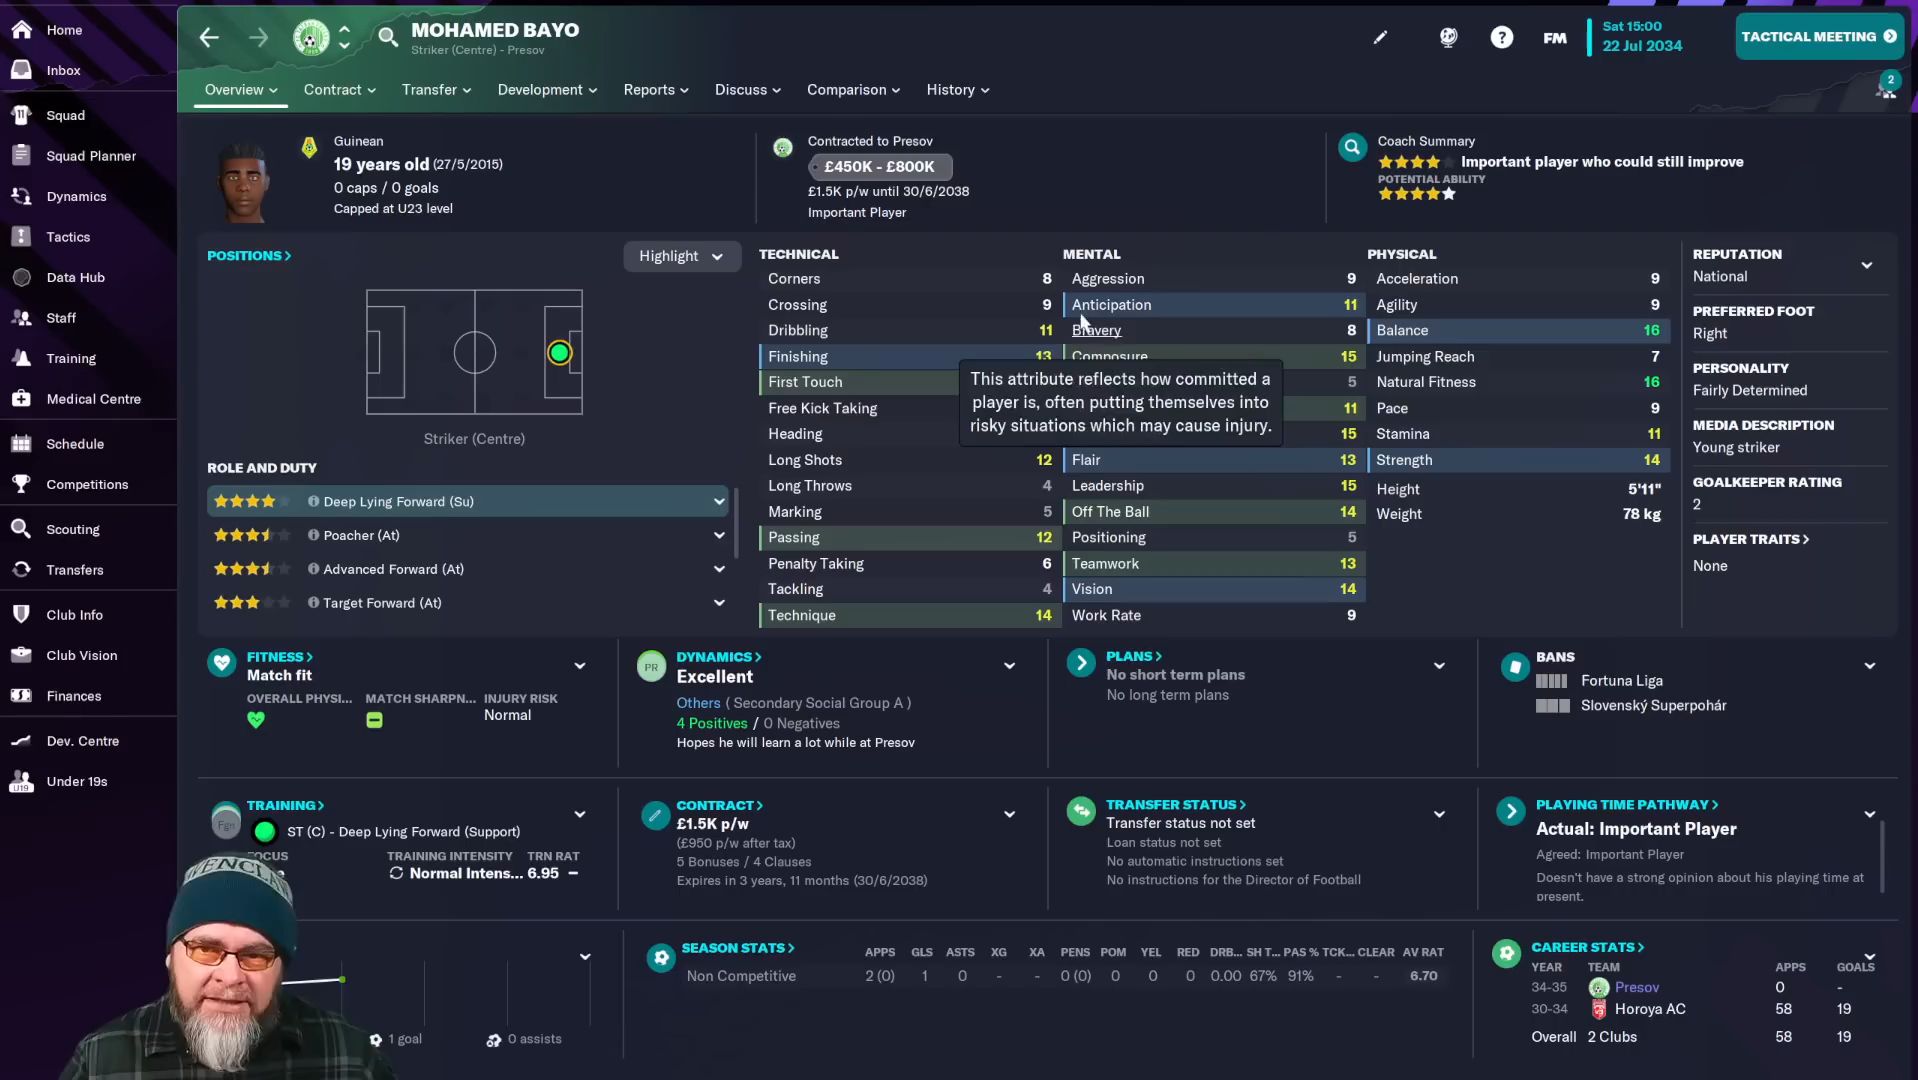 Home
Inbox
Squad
Squad Planner
Dynamics
Tactics
Data Hub
Staff
Training
Medical Centre
Schedule
Competitions
Scouting
Transfers
Club Info
Club Vision
Finances
Dev. Centre
Under 19s
MOHAMED BAYO
Striker (Centre) - Presov
FM
Sat 15:00
22 Jul 2034
TACTICAL MEETING
2
Overview Contract Transfer Development Reports Discuss Comparison History
Guinean
19 years old (27/5/2015)
0 caps / 0 goals
Capped at U23 level
Contracted to Presov
£450K - £800K
£1.5K p/w until 30/6/2038
Important Player
Coach Summary
Important player who could still improve
POTENTIAL ABILITY
POSITIONS
Highlight
Striker (Centre)
ROLE AND DUTY
Deep Lying Forward (Su)
Poacher (At)
Advanced Forward (At)
Target Forward (At)
TECHNICAL
Corners 8
Crossing 9
Dribbling 11
Finishing 13
First Touch
Free Kick Taking
Heading
Long Shots 12
Long Throws 4
Marking 5
Passing 12
Penalty Taking 6
Tackling 4
Technique 14
MENTAL
Aggression 9
Anticipation 11
Bravery 8
Composure 15
5
11
15
This attribute reflects how committed a
player is, often putting themselves into
risky situations which may cause injury.
Flair 13
Leadership 15
Off The Ball 14
Positioning 5
Teamwork 13
Vision 14
Work Rate 9
PHYSICAL
Acceleration 9
Agility 9
Balance 16
Jumping Reach 7
Natural Fitness 16
Pace 9
Stamina 11
Strength 14
Height 5'11"
Weight 78 kg
REPUTATION
National
PREFERRED FOOT
Right
PERSONALITY
Fairly Determined
MEDIA DESCRIPTION
Young striker
GOALKEEPER RATING
2
PLAYER TRAITS
None
FITNESS
Match fit
OVERALL PHYSI... MATCH SHARPN... INJURY RISK
Normal
PR
DYNAMICS
Excellent
Others ( Secondary Social Group A )
4 Positives / 0 Negatives
Hopes he will learn a lot while at Presov
PLANS
No short term plans
No long term plans
BANS
Fortuna Liga
Slovenský Superpohár
Fgn
TRAINING
ST (C) - Deep Lying Forward (Support)
TRAINING INTENSITY TRN RAT
Normal Intens... 6.95
CONTRACT
£1.5K p/w
(£950 p/w after tax)
5 Bonuses / 4 Clauses
Expires in 3 years, 11 months (30/6/2038)
TRANSFER STATUS
Transfer status not set
Loan status not set
No automatic instructions set
No instructions for the Director of Football
PLAYING TIME PATHWAY
Actual: Important Player
Agreed: Important Player
Doesn't have a strong opinion about his playing time at
present.
1 goal 0 assists
SEASON STATS APPS GLS ASTS XG XA PENS POM YEL RED DRB... SH T... PAS % TCK... CLEAR AV RAT
Non Competitive 2 (0) 1 0 - - 0 (0) 0 0 0 0.00 67% 91% - - 6.70
CAREER STATS
YEAR TEAM APPS GOALS
34-35 Presov 0 -
30-34 Horoya AC 58 19
Overall 2 Clubs 58 19